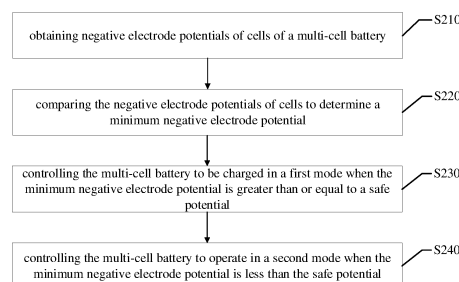 obtaining negative electrode potentials of cells of a multi-cell battery
S210
comparing the negative electrode potentials of cells to determine a
minimum negative electrode potential
S220
controlling the multi-cell battery to be charged in a first mode when the
minimum negative electrode potential is greater than or equal to a safe
potential
S230
controlling the multi-cell battery to operate in a second mode when the
minimum negative electrode potential is less than the safe potential
S240